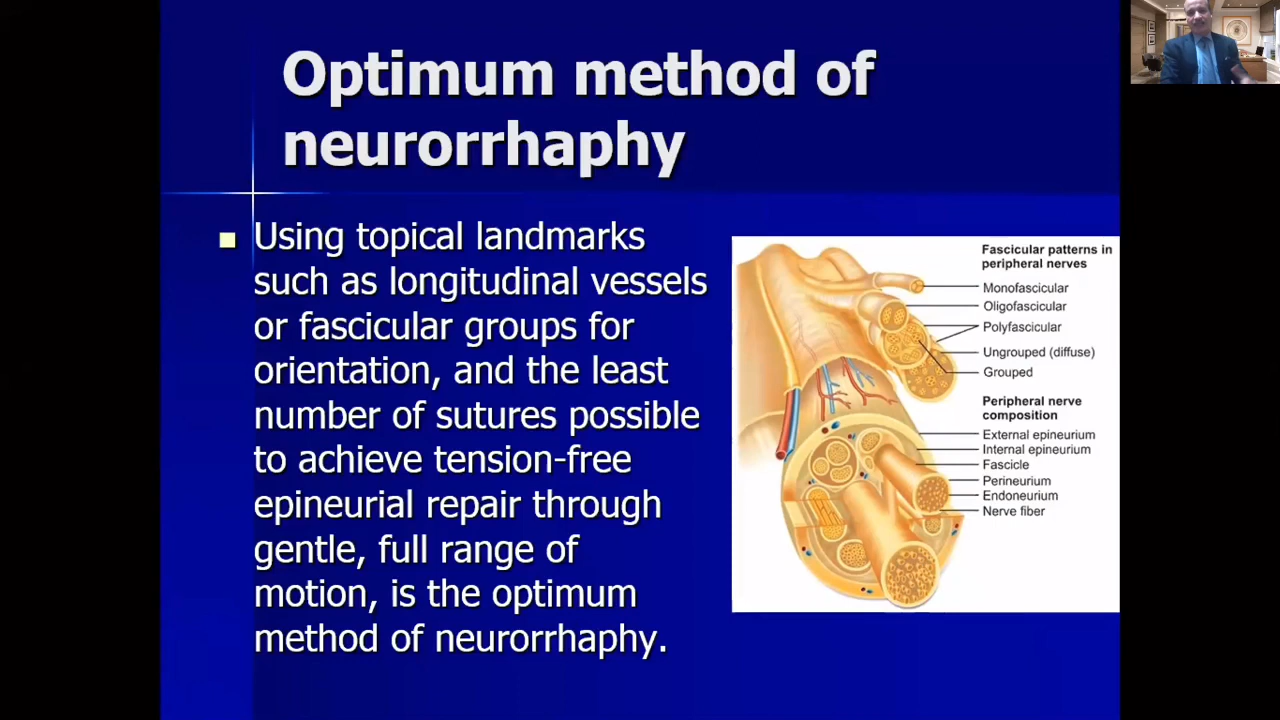 Optimum method of
neurorrhaphy
Using topical landmarks
such as longitudinal vessels
or fascicular groups for
orientation, and the least
number of sutures possible
to achieve tension-free
epineurial repair through
gentle, full range of
motion, is the optimum
method of neurorrhaphy.
Fascicular patterns in
peripheral nerves
Monofascicular
Oligofascicular
Polyfascicular
Ungrouped (diffuse)
Grouped
Peripheral nerve
composition
External epineurium
Internal epineurium
Fascicle
Perineurium
Endoneurium
Nerve fiber